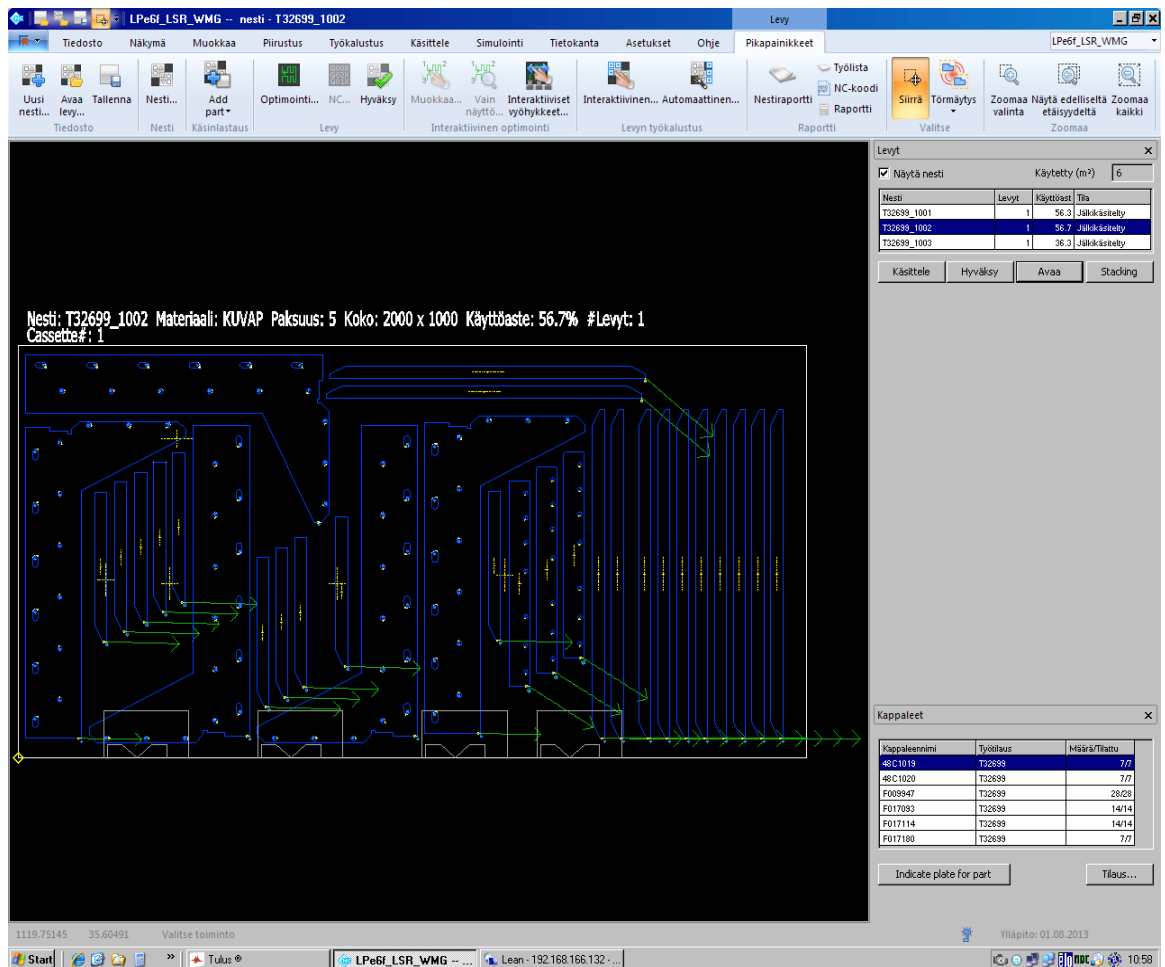 LPe6f_LSR_WMG -- nesti - T32699_1002
Levy
Tiedosto Näkymä Muokkaa Piirustus Työkalustus Käsittele Simulointi Tietokanta Asetukset Ohje Pikapainikkeet
LPe6f_LSR_WMG
Uusi nesti... Avaa levy... Tallenna
Tiedosto
Nesti...
Nesti
Add part
Käsinlastaus
Optimointi... NC... Hyväksy
Levy
Muokkaa... Vain näyttö... Interaktiiviset vyöhykkeet...
Interaktiivinen optimointi
Interaktiivinen... Automaattinen...
Levyn työkalustus
Nestiraportti
Työlista
NC-koodi
Raportti
Raportti
Siirrä Törmäytys
Valitse
Zoomaa valinta Näytä edelliseltä etäisyydeltä Zoomaa kaikki
Zoomaa
Nesti: T32699_1002 Materiaali: KUVAP Paksuus: 5 Koko: 2000 x 1000 Käyttöaste: 56.7% #Levyt: 1
Cassette#: 1
Levyt
Näytä nesti Käytetty (m²) 6
Nesti Levyt Käyttöast Tila
T32699_1001 1 56.3 Jälkikäsitelty
T32699_1002 1 56.7 Jälkikäsitelty
T32699_1003 1 36.3 Jälkikäsitelty
Käsittele Hyväksy Avaa Stacking
Kappaleet
Kappaleennimi Työtilaus Määrä/Tilattu
48C1019 T32699 7/7
48C1020 T32699 7/7
F009947 T32699 28/28
F017093 T32699 14/14
F017114 T32699 14/14
F017180 T32699 7/7
Indicate plate for part Tilaus...
1119.75145 35.60491 Valitse toiminto Ylläpito: 01.08.2013
Start » Tulus ® LPe6f_LSR_WMG -- ... Lean - 192.168.166.132 - ... 10:58